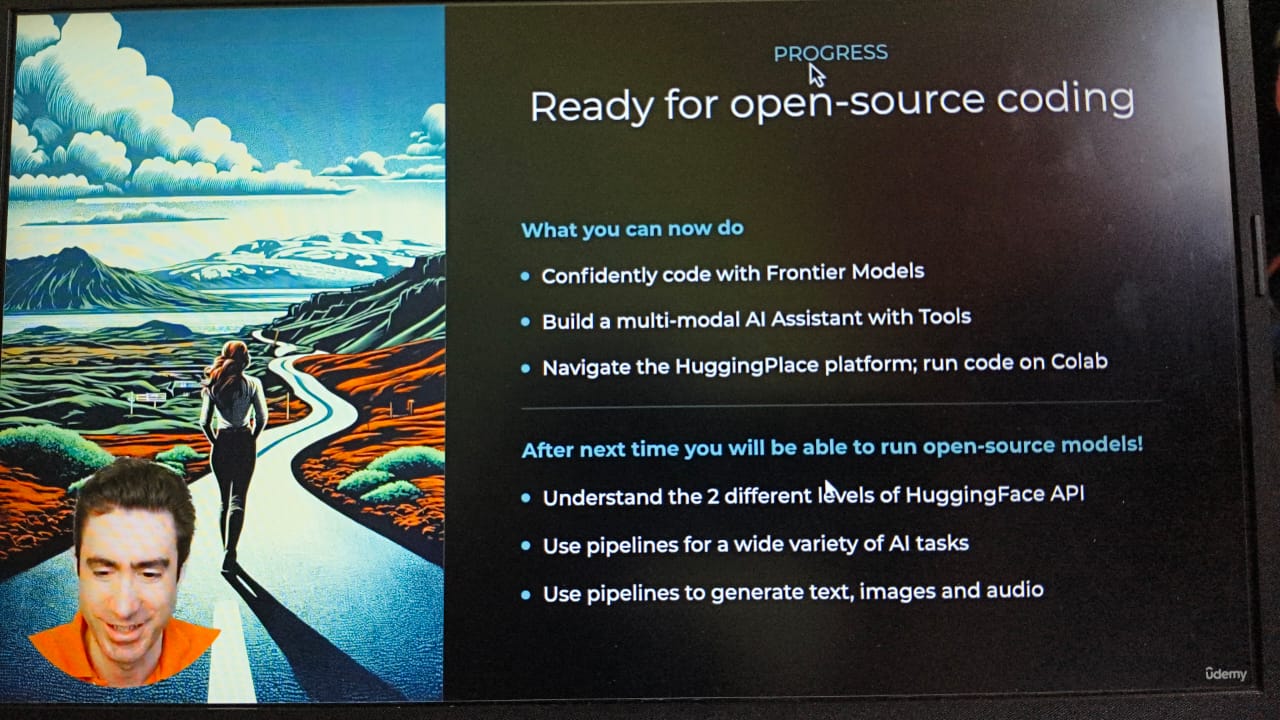 PROGRESS
Ready for open-source coding
What you can now do
Confidently code with Frontier Models
Build a multi-modal AI Assistant with Tools
Navigate the HuggingPlace platform; run code on Colab
After next time you will be able to run open-source models!
Understand the 2 different levels of HuggingFace API
Use pipelines for a wide variety of AI tasks
Use pipelines to generate text, images and audio
udemy